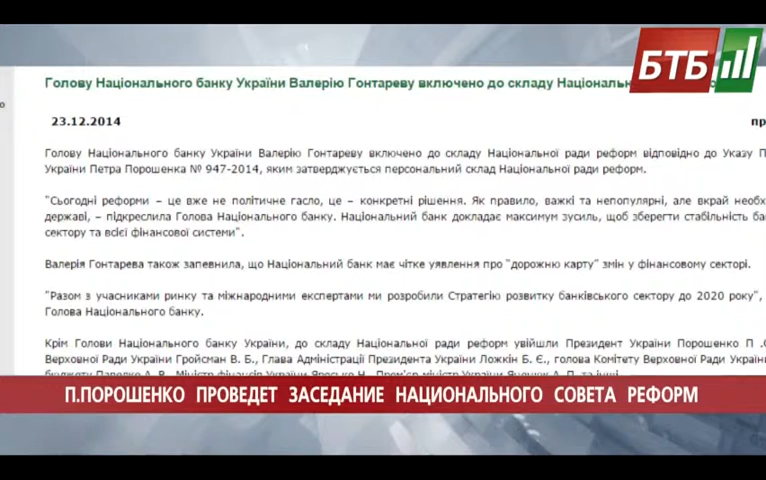 БТБ
Голову Національного банку України Валерію Гонтареву включено до складу Національн
23.12.2014
пр
Голову Національного банку України Валерію Гонтареву включено до складу Національної ради реформ відповідно до Указу П
України Петра Порошенка № 947-2014, яким затверджується персональний склад Національної ради реформ.
"Сьогодні реформи – це вже не політичне гасло, це – конкретні рішення. Як правило, важкі та непопулярні, але вкрай необх
державі, – підкреслила Голова Національного банку. Національний банк докладає максимум зусиль, щоб зберегти стабільність бан
сектору та всієї фінансової системи".
Валерія Гонтарева також запевнила, що Національний банк має чітке уявлення про "дорожню карту" змін у фінансовому секторі.
"Разом з учасниками ринку та міжнародними експертами ми розробили Стратегію розвитку банківського сектору до 2020 року",
Голова Національного банку.
Крім Голови Національного банку України, до складу Національної ради реформ увійшли Президент України Порошенко П .О
Верховної Ради України Гройсман В. Б., Глава Адміністрації Президента України Ложкін Б. Є., голова Комітету Верховної Ради Україн
П.ПОРОШЕНКО ПРОВЕДЕТ ЗАСЕДАНИЕ НАЦИОНАЛЬНОГО СОВЕТА РЕФОРМ